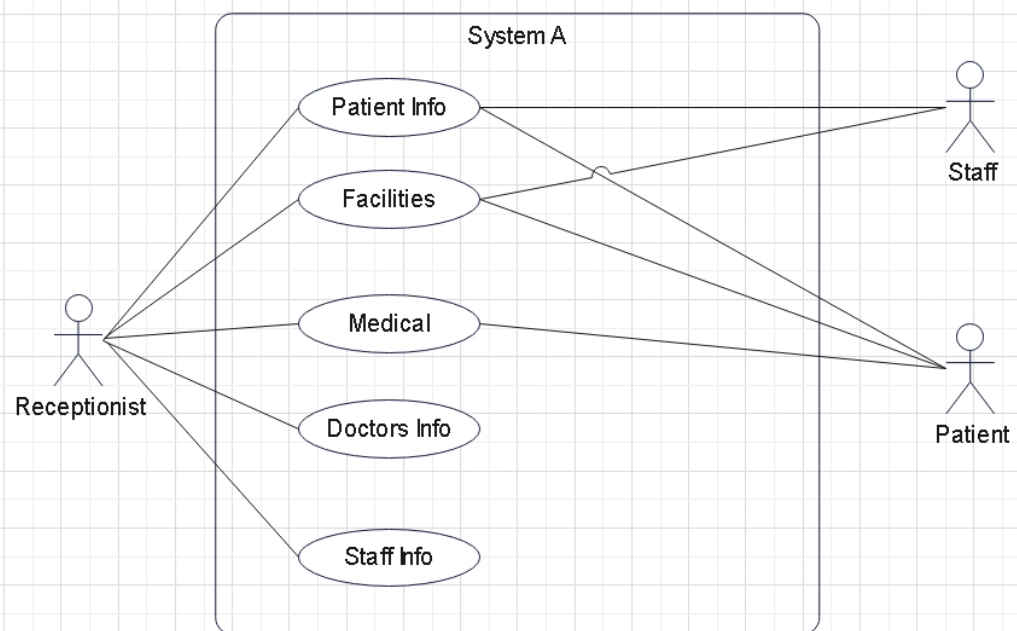 System A
Patient Info
Facilities
Staff
Medical
Receptionist
Doctors Info
Patient
Staff Info